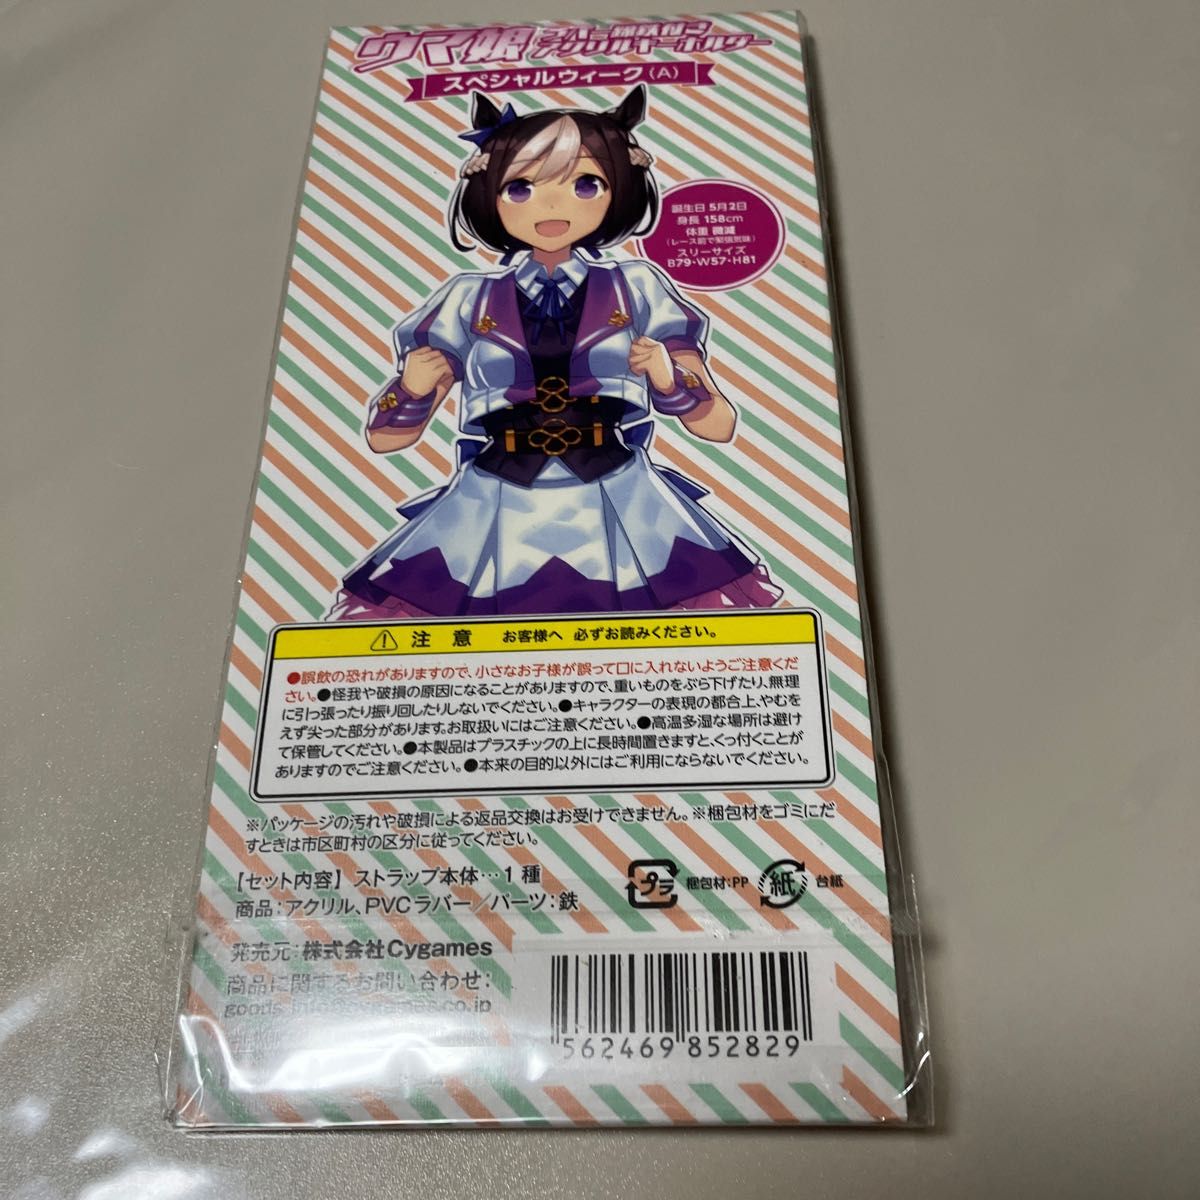 ウマ娘 ラバー蹄鉄付き
アクリルキーホルダー
スペシャルウィーク(A)
誕生日 5月2日
身長 158cm
体重 微減
(レース前で緊張気味)
スリーサイズ
B79・W57・H81
注 意 お客様へ 必ずお読みください。
●誤飲の恐れがありますので、小さなお子様が誤って口に入れないようご注意くだ
さい。●怪我や破損の原因になることがありますので、重いものをぶら下げたり、無理
に引っ張ったり振り回したりしないでください。●キャラクターの表現の都合上、やむを
えず尖った部分があります。お取扱いにはご注意ください。●高温多湿な場所は避け
て保管してください。●本製品はプラスチックの上に長時間置きますと、くっ付くことが
ありますのでご注意ください。●本来の目的以外にはご利用にならないでください。
※パッケージの汚れや破損による返品交換はお受けできません。※梱包材をゴミにだ
すときは市区町村の区分に従ってください。
【セット内容】ストラップ本体…1種
商品:アクリル、PVCラバー/パーツ:鉄
プラ 梱包材:PP 紙 台紙
発売元:株式会社Cygames
商品に関するお問い合わせ:
562469 852829